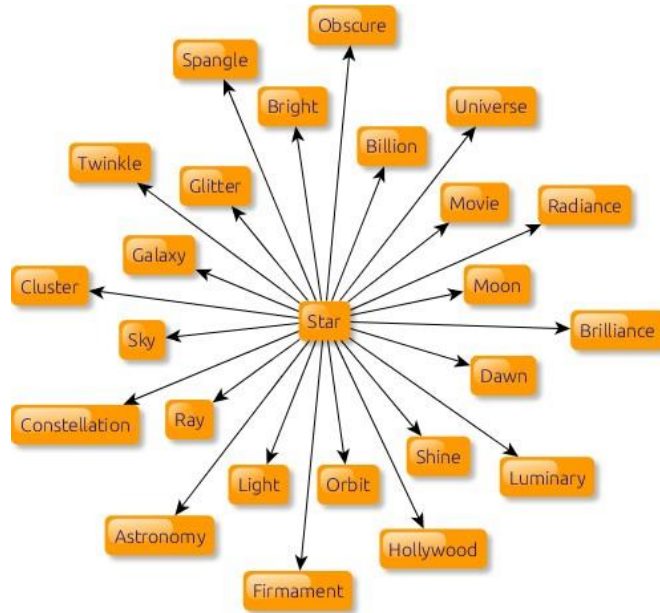 Obscure
Spangle
Bright
Universe
Billion
Twinkle
Glitter
Movie
Radiance
Galaxy
Cluster
Moon
Star
Sky
Brilliance
Dawn
Constellation
Ray
Shine
Light
Orbit
Luminary
Astronomy
Hollywood
Firmament